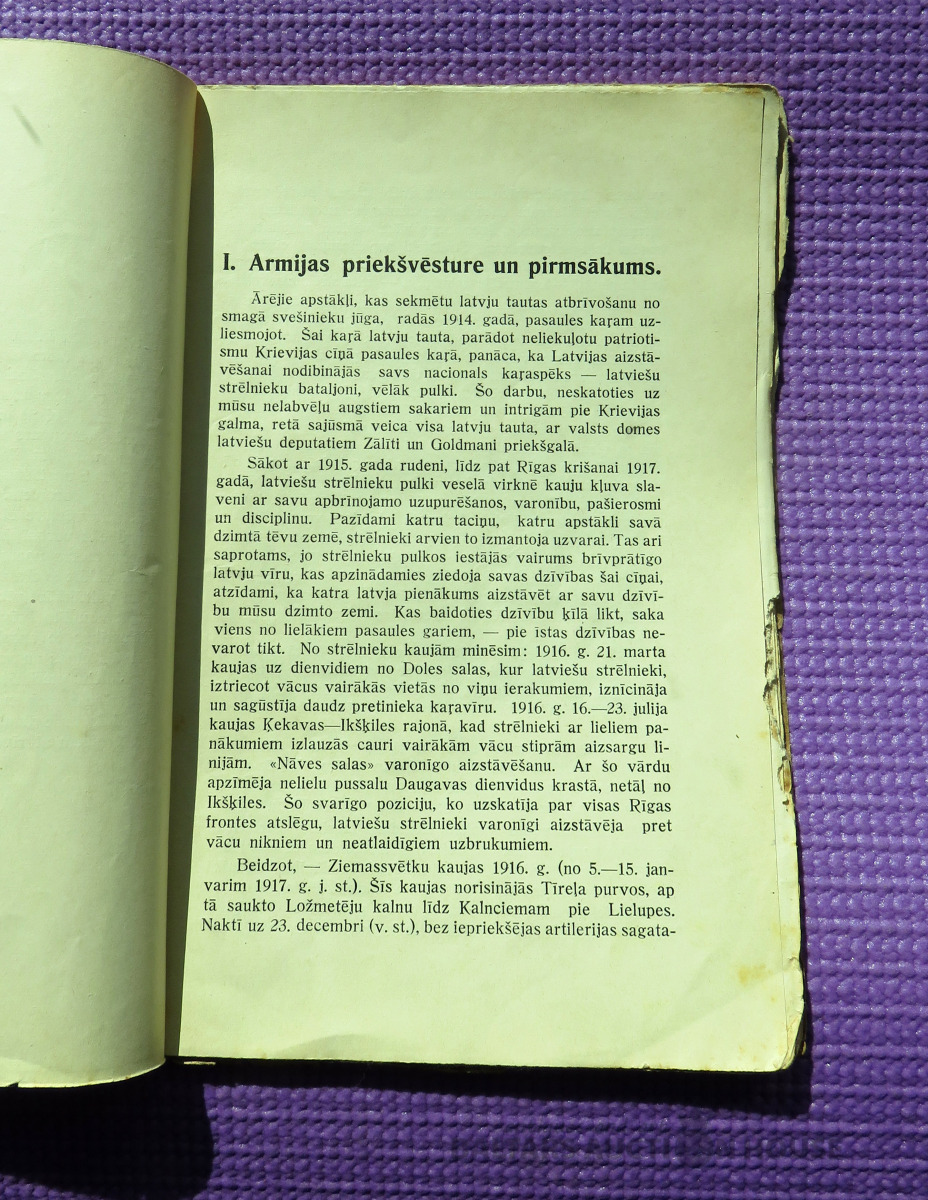 I. Armijas priekšvēsture un pirmsākums.
Ārējie apstākļi, kas sekmētu latvju tautas atbrīvošanu no
smagā svešinieku jūga, radās 1914. gadā, pasaules kaŗam uz-
liesmojot. Šai kaŗā latvju tauta, parādot neliekuļotu patrioti-
smu Krievijas cīņā pasaules kaŗā, panāca, ka Latvijas aizstā-
vēšanai nodibinājās savs nacionals kaŗaspēks — latviešu
strēlnieku bataljoni, vēlāk pulki. Šo darbu, neskatoties uz
mūsu nelabvēļu augstiem sakariem un intrigām pie Krievijas
galma, retā sajūsmā veica visa latvju tauta, ar valsts domes
latviešu deputatiem Zālīti un Goldmani priekšgalā.
Sākot ar 1915. gada rudeni, līdz pat Rīgas krišanai 1917.
gadā, latviešu strēlnieku pulki veselā virknē kauju kļuva sla-
veni ar savu apbrīnojamo uzupurēšanos, varonību, pašierosmi
un disciplinu. Pazīdami katru taciņu, katru apstākli savā
dzimtā tēvu zemē, strēlnieki arvien to izmantoja uzvarai. Tas ari
saprotams, jo strēlnieku pulkos iestājās vairums brīvprātīgo
latvju vīru, kas apzinādamies ziedoja savas dzīvības šai cīņai,
atzīdami, ka katra latvja pienākums aizstāvēt ar savu dzīvī-
bu mūsu dzimto zemi. Kas baidoties dzīvību ķīlā likt, saka
viens no lielākiem pasaules gariem, — pie īstas dzīvības ne-
varot tikt. No strēlnieku kaujām minēsim: 1916. g. 21. marta
kaujas uz dienvidiem no Doles salas, kur latviešu strēlnieki,
iztriecot vācus vairākās vietās no viņu ierakumiem, iznīcināja
un sagūstīja daudz pretinieka kaŗavīru. 1916. g. 16.—23. julija
kaujas Ķekavas—Ikšķiles rajonā, kad strēlnieki ar lieliem pa-
nākumiem izlauzās cauri vairākām vācu stiprām aizsargu li-
nijām. «Nāves salas» varonīgo aizstāvēšanu. Ar šo vārdu
apzīmēja nelielu pussalu Daugavas dienvidus krastā, netāļ no
Ikšķiles. Šo svarīgo poziciju, ko uzskatīja par visas Rīgas
frontes atslēgu, latviešu strēlnieki varonīgi aizstāvēja pret
vācu nikniem un neatlaidīgiem uzbrukumiem.
Beidzot, — Ziemassvētku kaujas 1916. g. (no 5.—15. jan-
varim 1917. g. j. st.). Šīs kaujas norisinājās Tīreļa purvos, ap
tā saukto Ložmetēju kalnu līdz Kalnciemam pie Lielupes.
Naktī uz 23. decembri (v. st.), bez iepriekšējas artilerijas sagata-